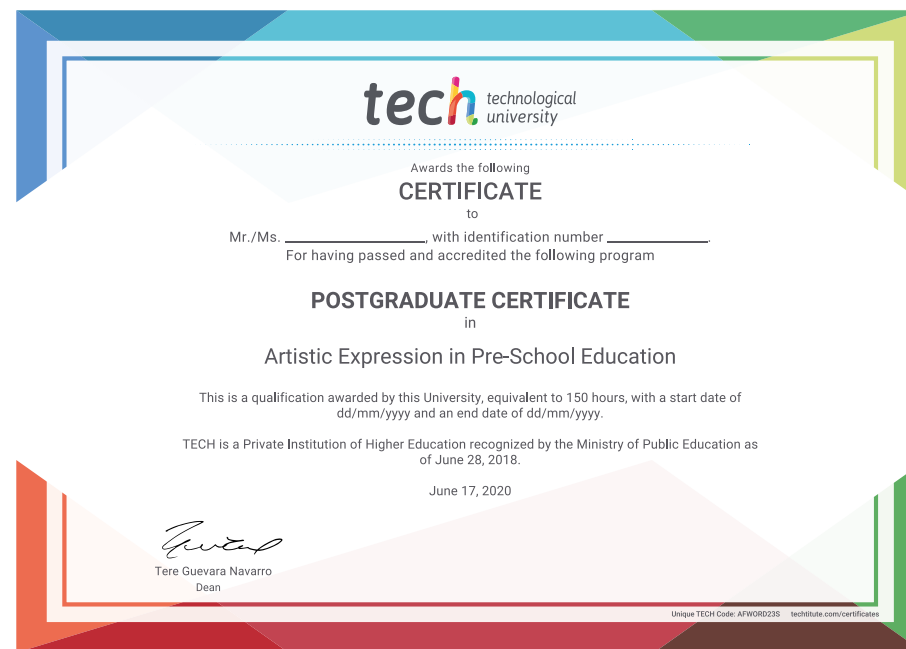 tech technological
university
Awards the following
CERTIFICATE
to
Mr./Ms. ____________________, with identification number __________________.
For having passed and accredited the following program
POSTGRADUATE CERTIFICATE
in
Artistic Expression in Pre-School Education
This is a qualification awarded by this University, equivalent to 150 hours, with a start date of
dd/mm/yyyy and an end date of dd/mm/yyyy.
TECH is a Private Institution of Higher Education recognized by the Ministry of Public Education as
of June 28, 2018.
June 17, 2020
Tere Guevara Navarro
Dean
Unique TECH Code: AFWORD23S techtitute.com/certificates